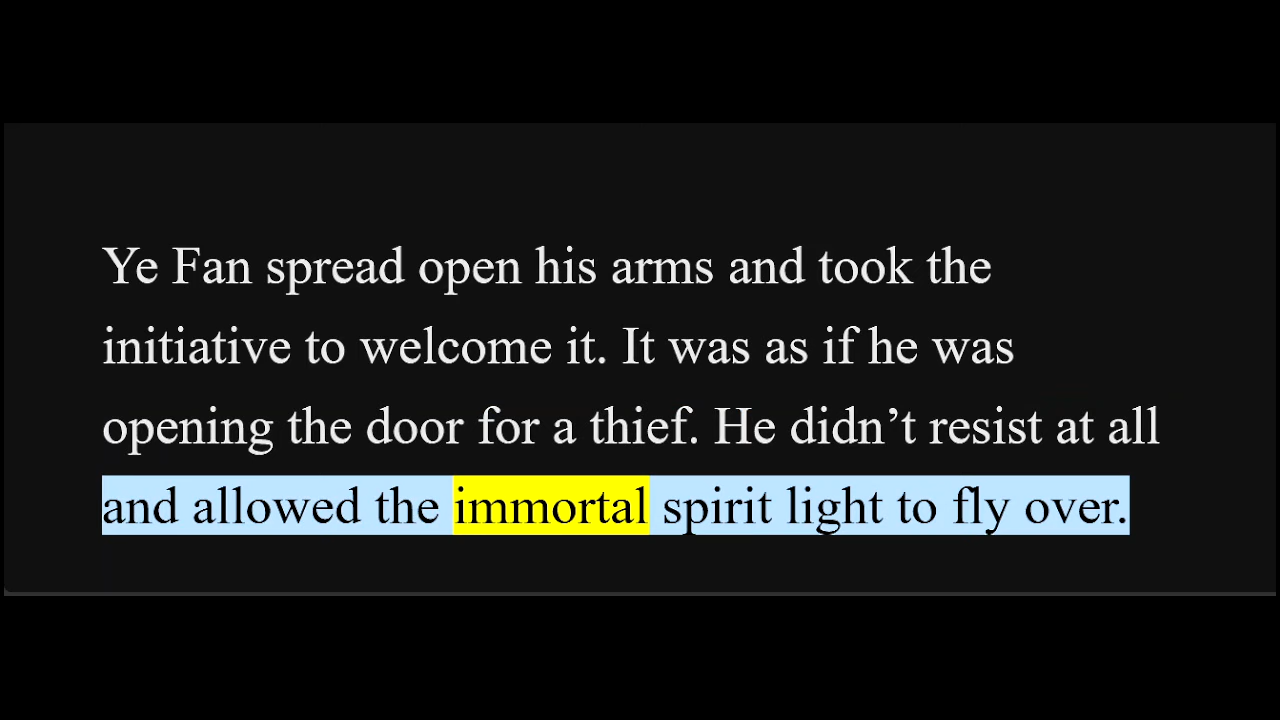 Ye Fan spread open his arms and took the
initiative to welcome it. It was as if he was
opening the door for a thief. He didn’t resist at all
and allowed the immortal spirit light to fly over.